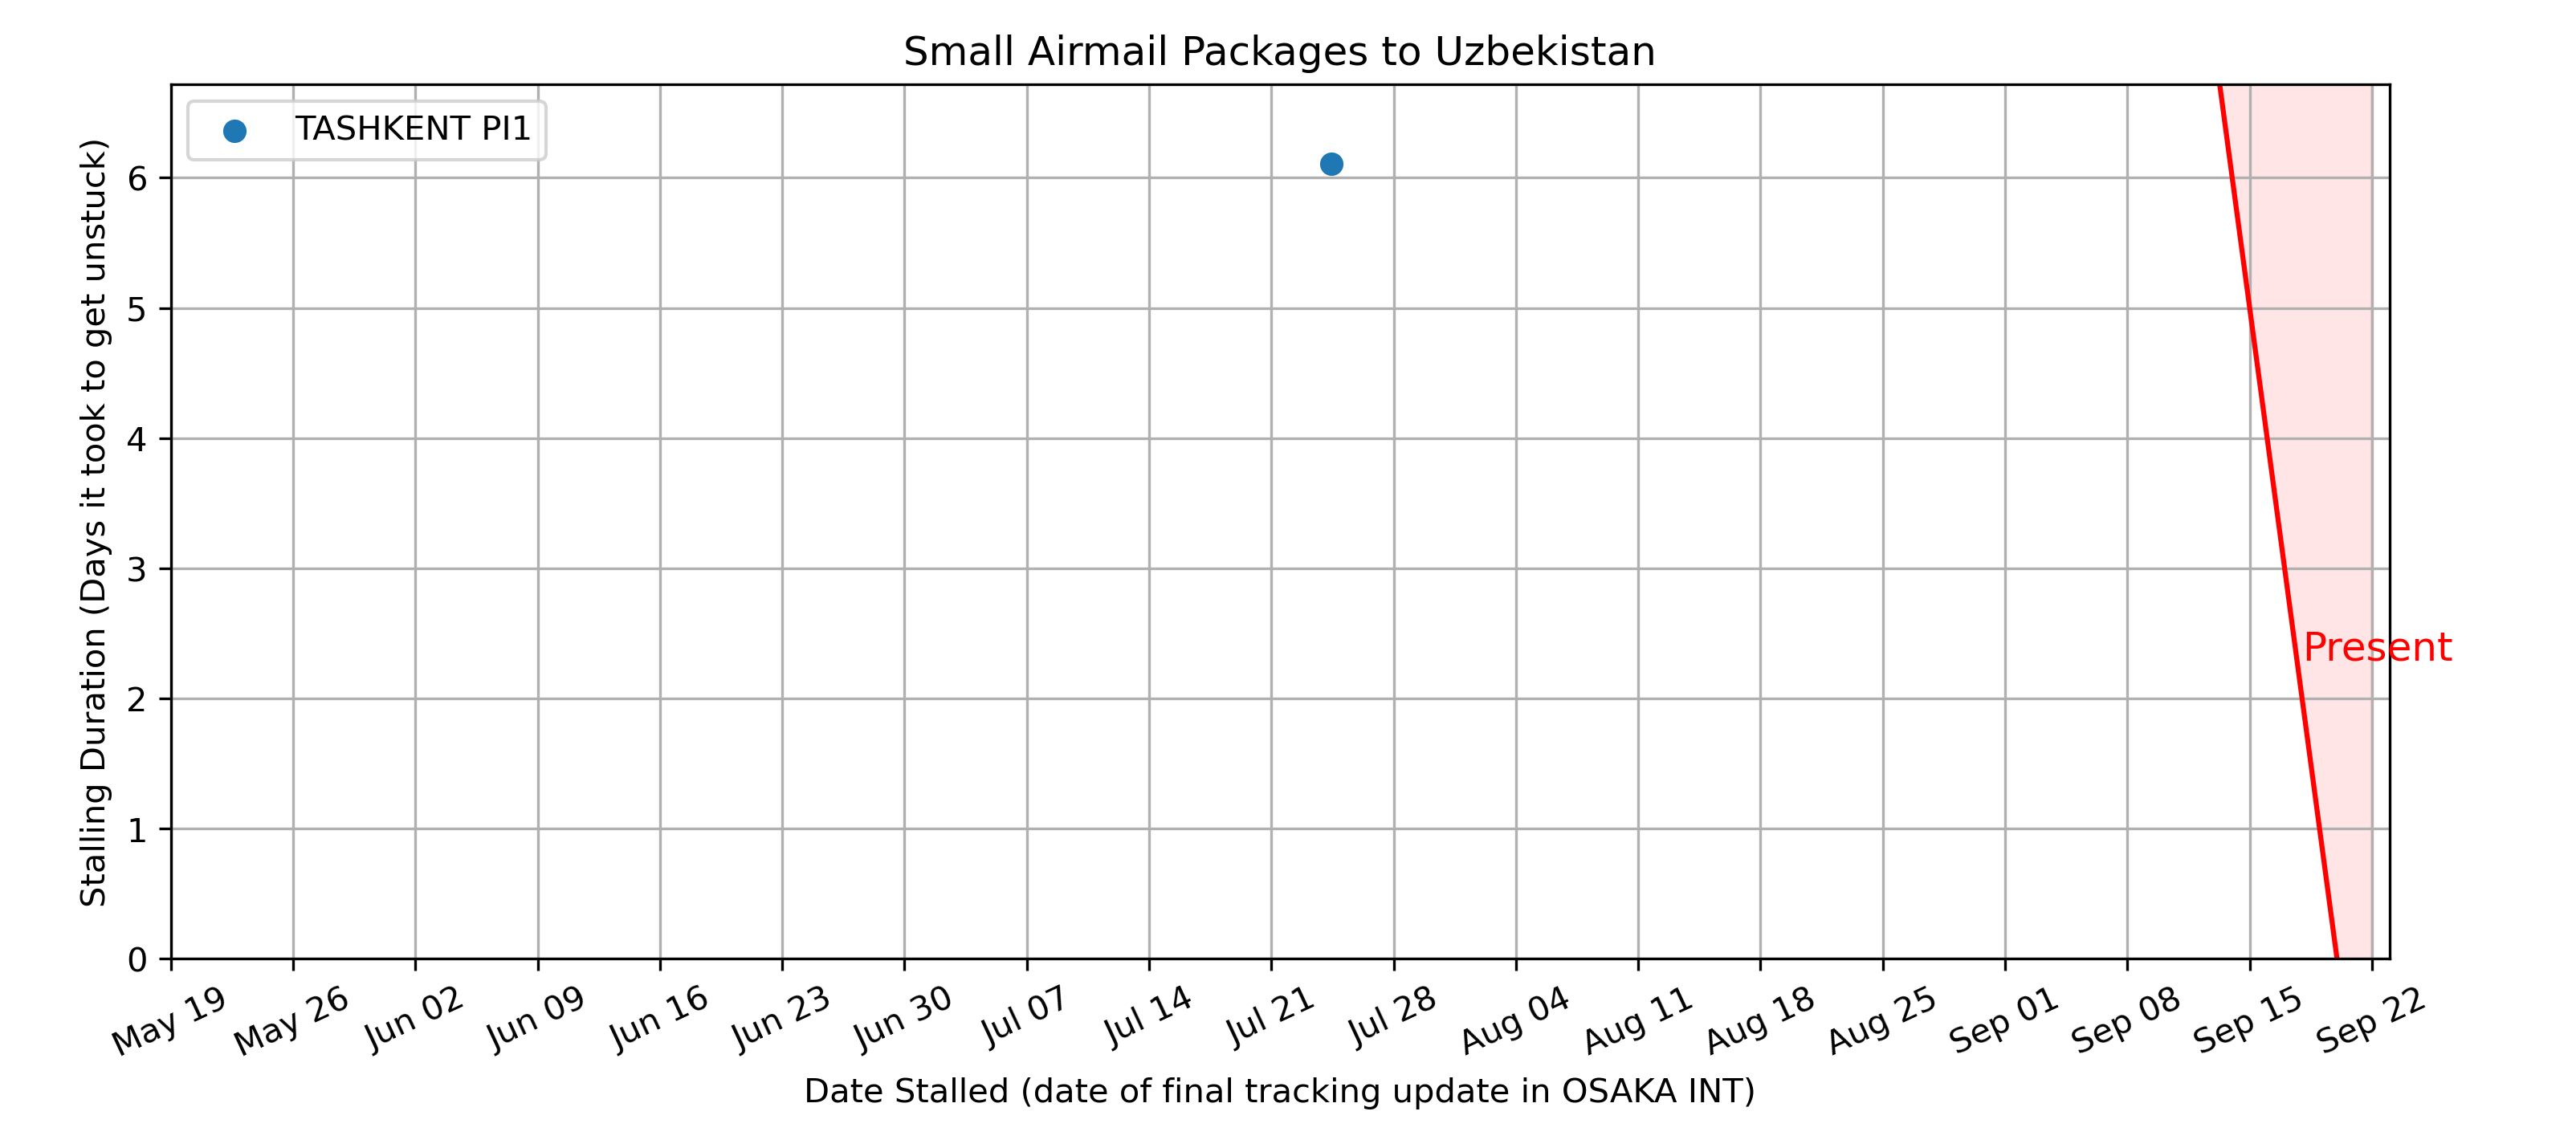 Small Airmail Packages to Uzbekistan
TASHKENT PI1
Stalling Duration (Days it took to get unstuck)
6
5
4
3
2
1
0
Present
May 19 May 26 Jun 02 Jun 09 Jun 16 Jun 23 Jun 30 Jul 07 Jul 14 Jul 21 Jul 28 Aug 04 Aug 11 Aug 18 Aug 25 Sep 01 Sep 08 Sep 15 Sep 22
Date Stalled (date of final tracking update in OSAKA INT)